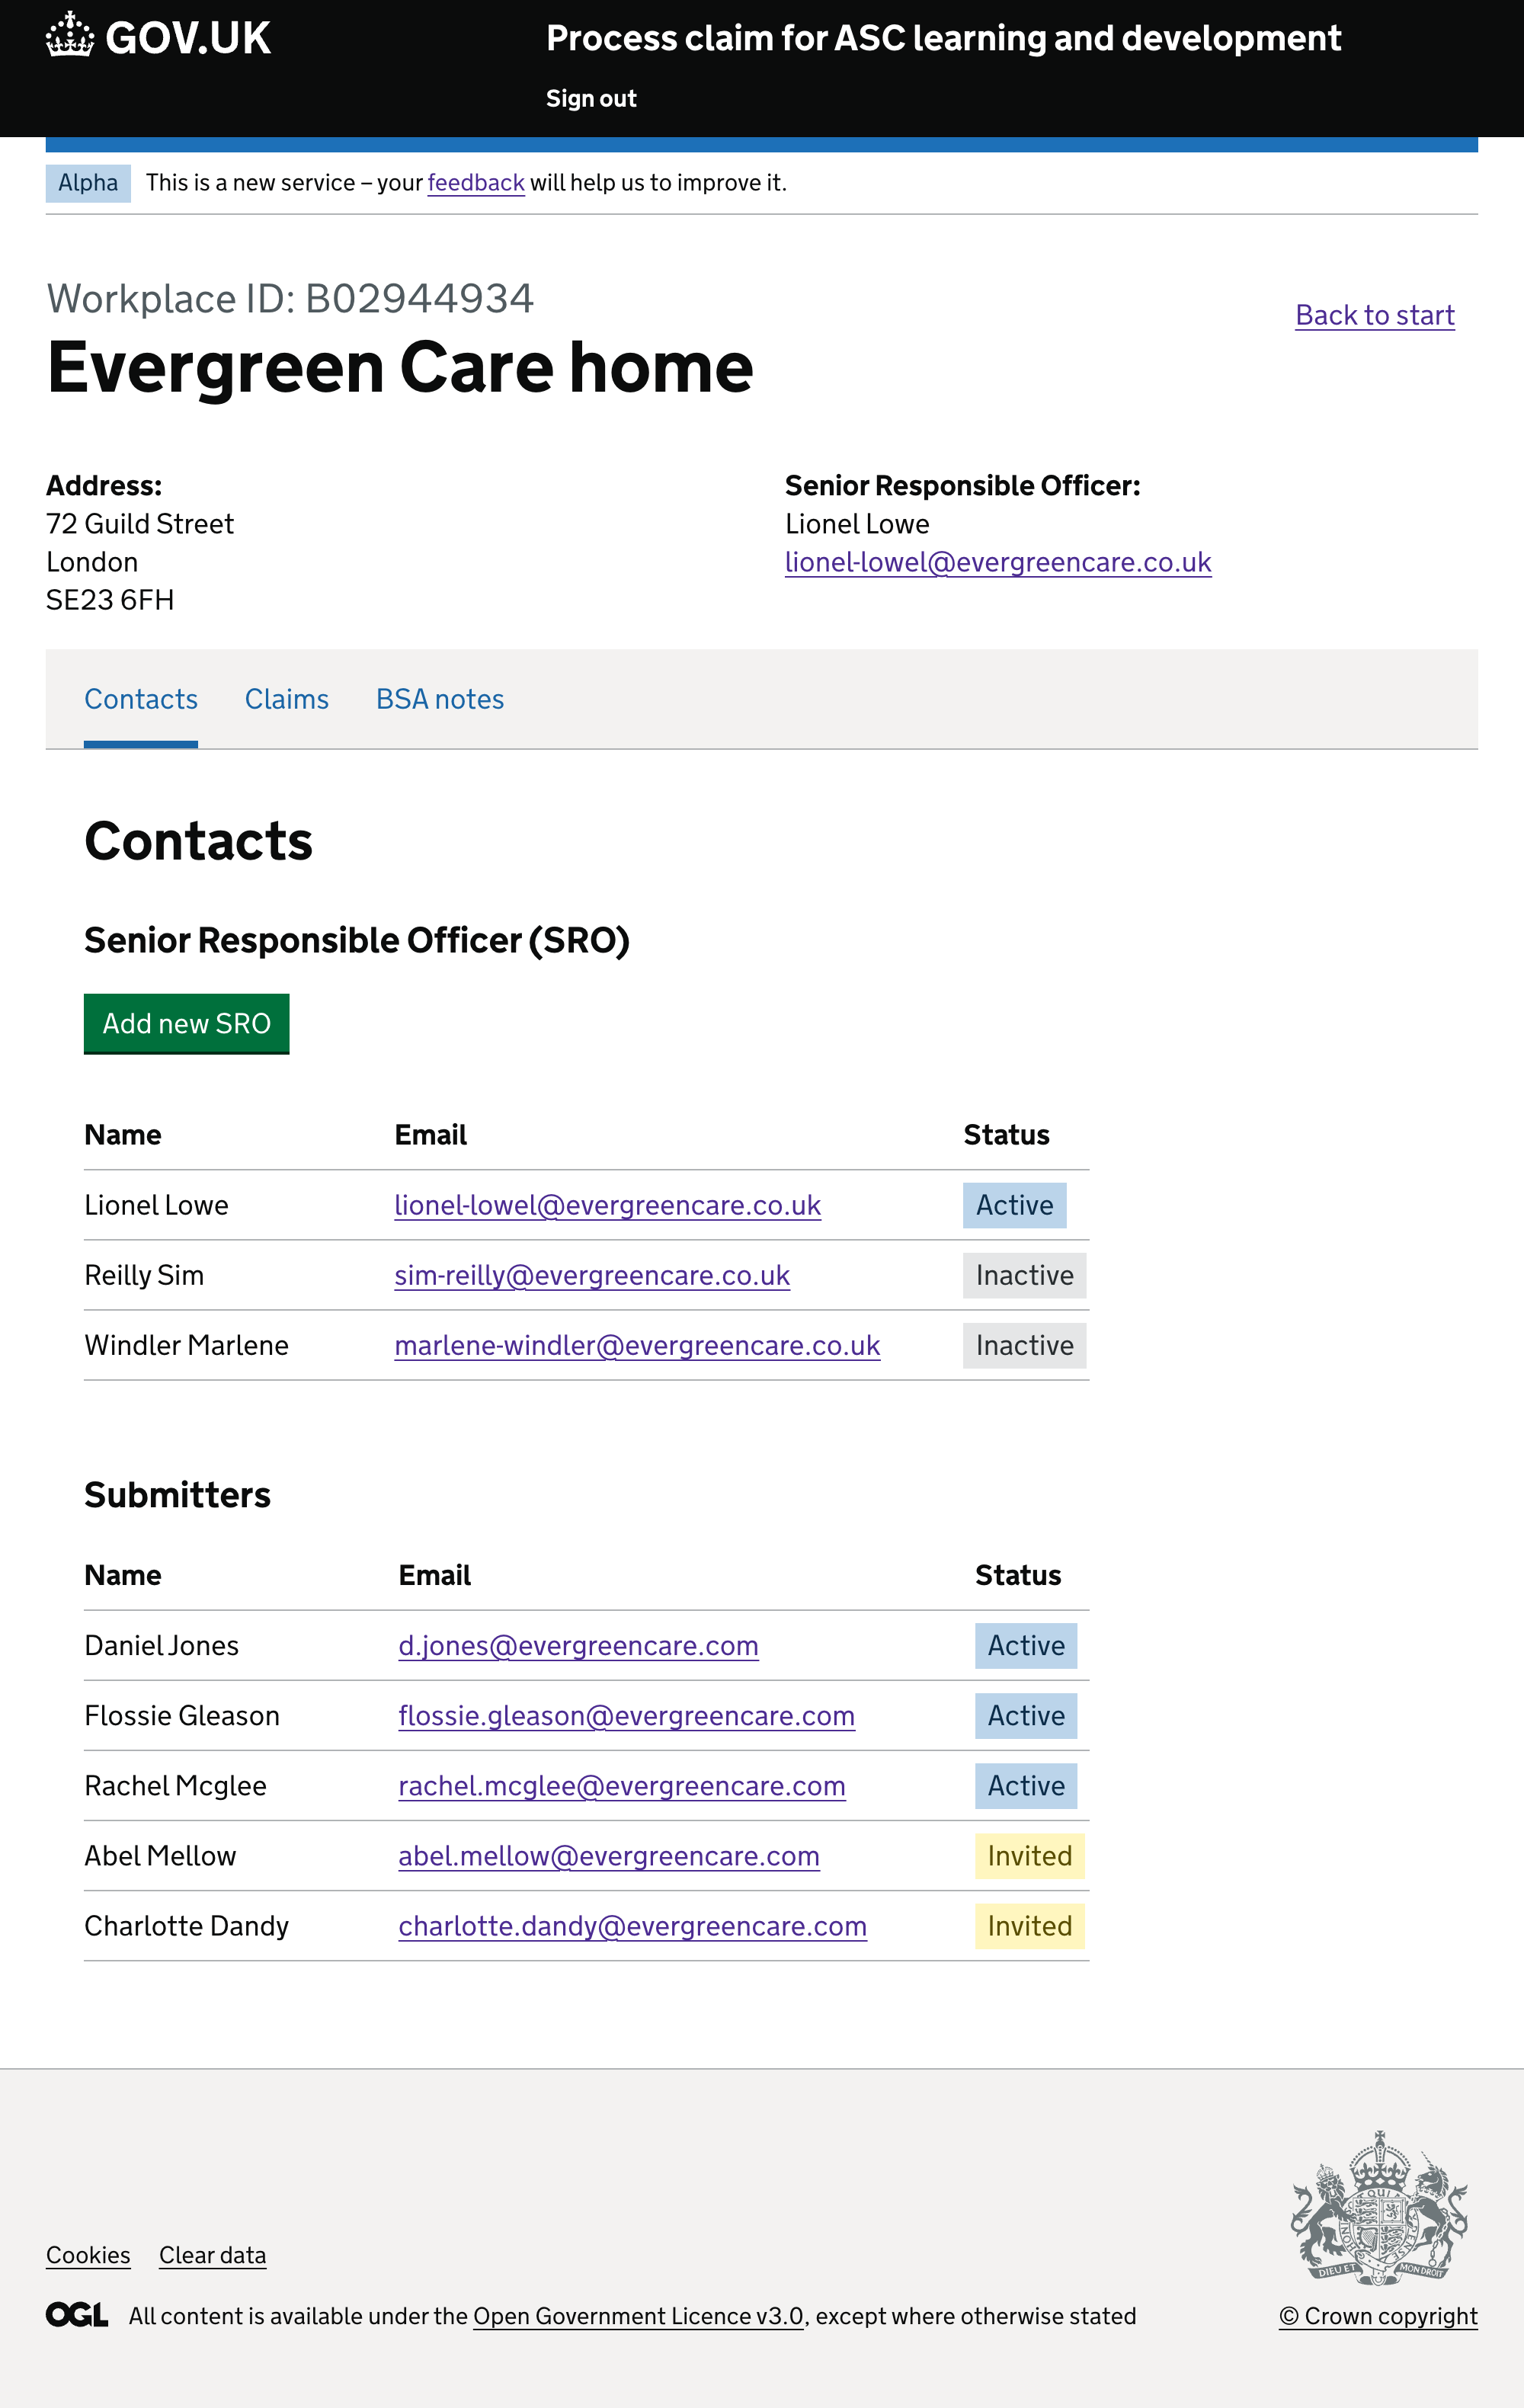 GOV.UK
Process claim for ASC learning and development
Sign out
Alpha This is a new service – your feedback will help us to improve it.
Workplace ID: B02944934
Back to start
Evergreen Care home
Address:
72 Guild Street
London
SE23 6FH
Senior Responsible Officer:
Lionel Lowe
lionel-lowel@evergreencare.co.uk
Contacts Claims BSA notes
Contacts
Senior Responsible Officer (SRO)
Add new SRO
Name Email Status
Lionel Lowe lionel-lowel@evergreencare.co.uk Active
Reilly Sim sim-reilly@evergreencare.co.uk Inactive
Windler Marlene marlene-windler@evergreencare.co.uk Inactive
Submitters
Name Email Status
Daniel Jones d.jones@evergreencare.com Active
Flossie Gleason flossie.gleason@evergreencare.com Active
Rachel Mcglee rachel.mcglee@evergreencare.com Active
Abel Mellow abel.mellow@evergreencare.com Invited
Charlotte Dandy charlotte.dandy@evergreencare.com Invited
DIEU ET MON DROIT
Cookies Clear data
OGL All content is available under the Open Government Licence v3.0, except where otherwise stated
© Crown copyright